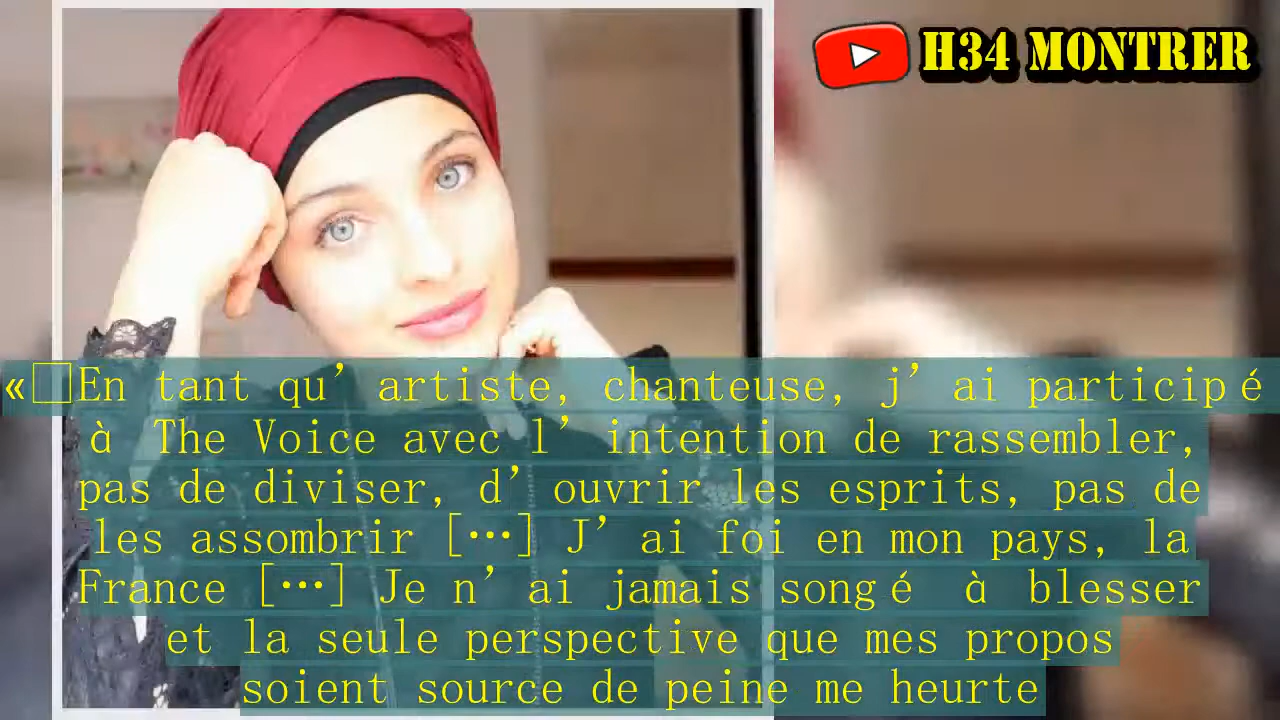 H34 MONTRER
«□En tant qu’artiste, chanteuse, j’ai participé
à The Voice avec l’intention de rassembler,
pas de diviser, d’ouvrir les esprits, pas de
les assombrir […] J’ai foi en mon pays, la
France […] Je n’ai jamais songé à blesser
et la seule perspective que mes propos
soient source de peine me heurte